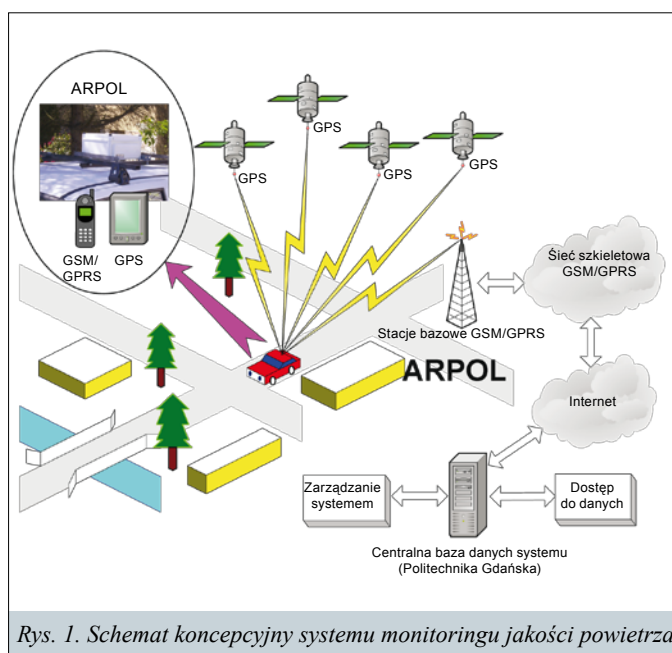 ARPOL
GSM/
GPRS
GPS
GPS
GPS
GPS
GPS
Stacje bazowe GSM/GPRS
Sieć szkieletowa
GSM/GPRS
ARPOL
Internet
Zarządzanie
systemem
Dostęp
do danych
Centralna baza danych systemu
(Politechnika Gdańska)
Rys. 1. Schemat koncepcyjny systemu monitoringu jakości powietrza